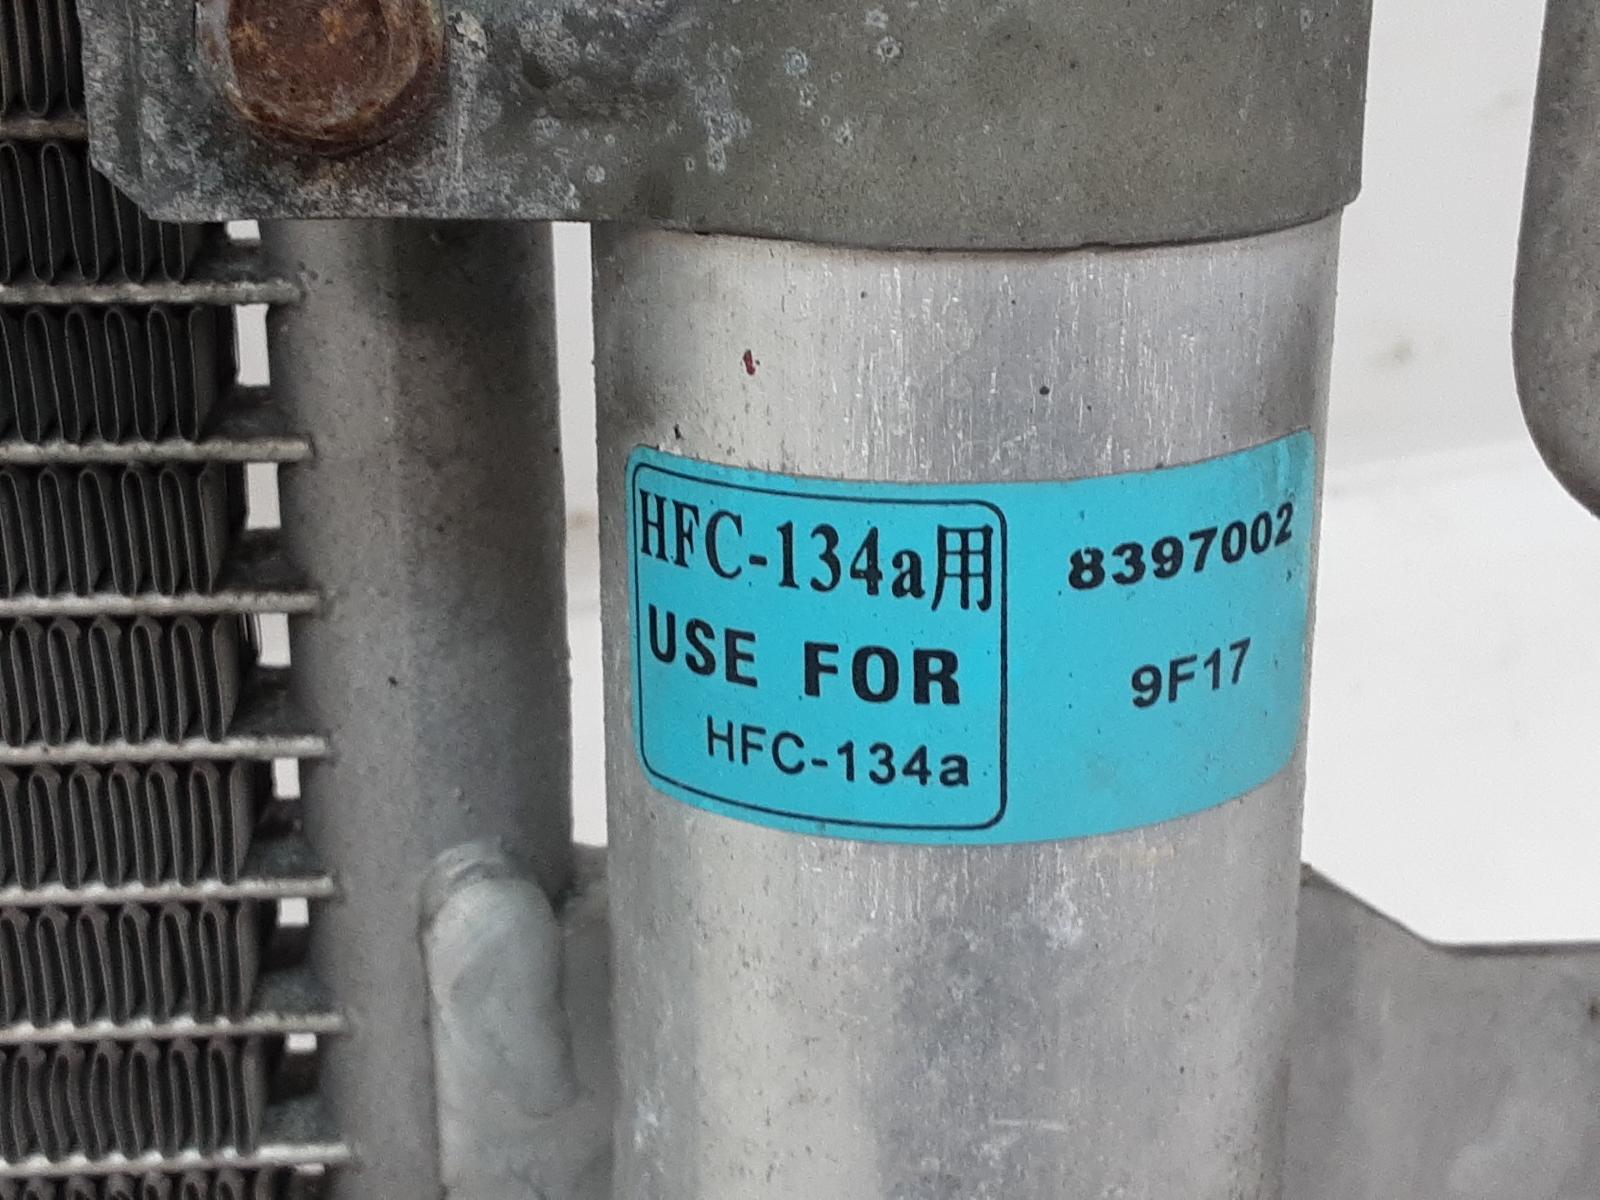 HFC-134a用
USE FOR
HFC-134a
8397002
9F17